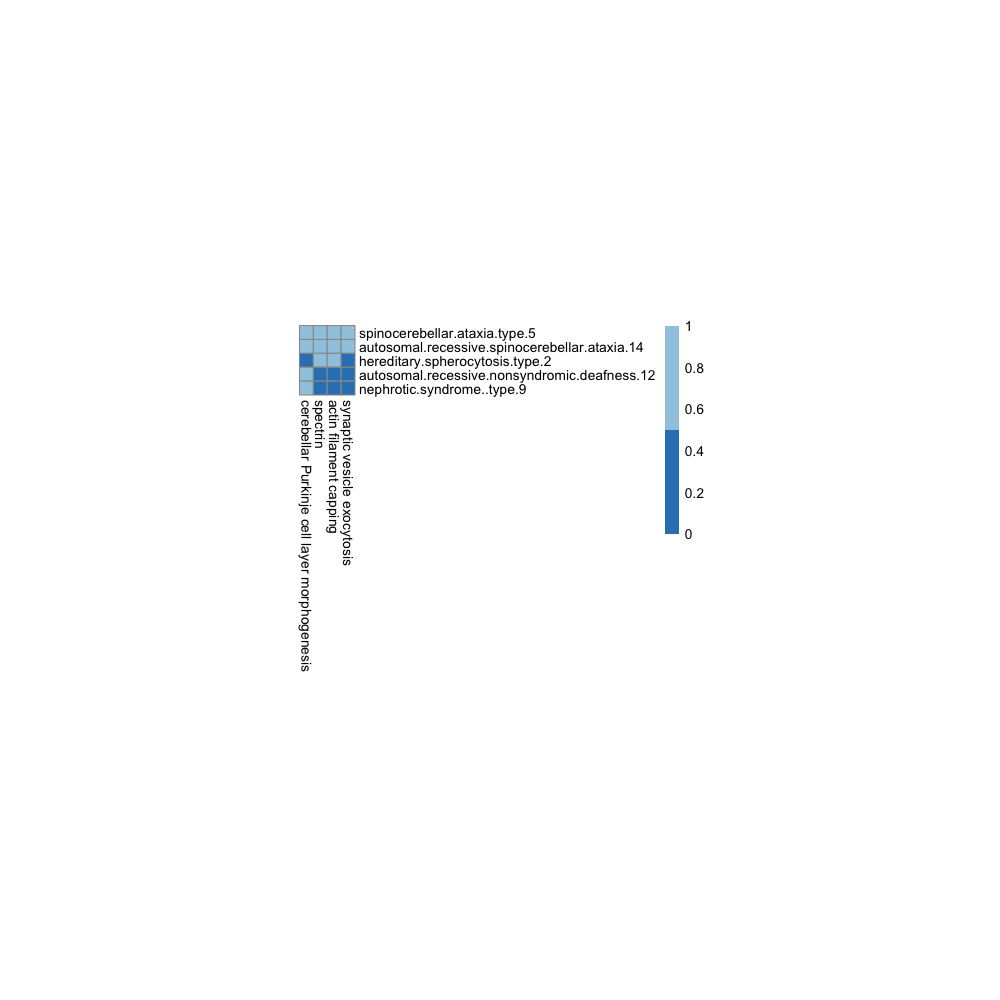 spinocerebellar.ataxia.type.5
autosomal.recessive.spinocerebellar.ataxia.14
hereditary.spherocytosis.type.2
autosomal.recessive.nonsyndromic.deafness.12
nephrotic.syndrome..type.9
cerebellar Purkinje cell layer morphogenesis
spectrin
actin filament capping
synaptic vesicle exocytosis
1
0.8
0.6
0.4
0.2
0